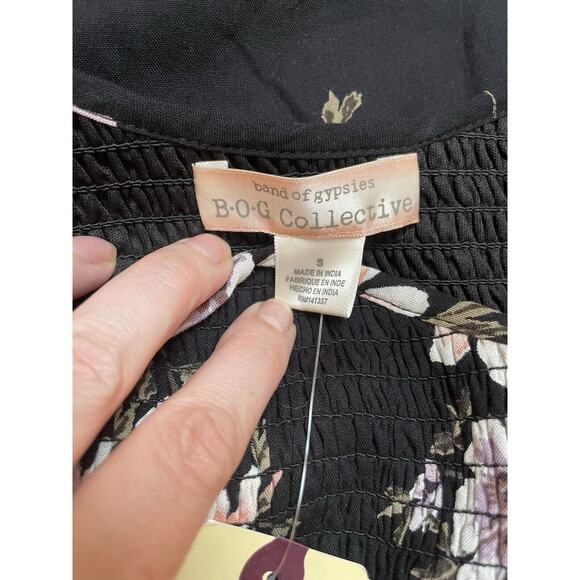 band of gypsies
B•O•G Collective
S
MADE IN INDIA
FABRIQUE EN INDE
HECHO EN INDIA
RN#141357